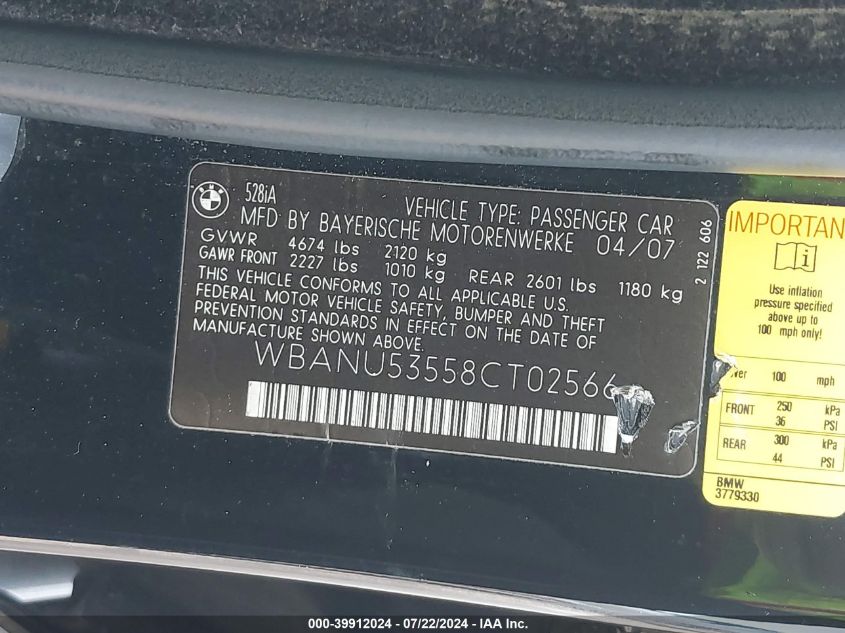 BMW
528iA
VEHICLE TYPE: PASSENGER CAR
MFD BY BAYERISCHE MOTORENWERKE 04/07
GVWR 4674 lbs 2120 kg
GAWR FRONT 2227 lbs 1010 kg REAR 2601 lbs 1180 kg
THIS VEHICLE CONFORMS TO ALL APPLICABLE U.S.
FEDERAL MOTOR VEHICLE SAFETY, BUMPER AND THEFT
PREVENTION STANDARDS IN EFFECT ON THE DATE OF
MANUFACTURE SHOWN ABOVE.
WBANU53558CT02566
2 122 606
IMPORTAN
i
Use inflation
pressure specified
above up to
100 mph only!
ver 100 mph
FRONT 250 kPa
36 PSI
REAR 300 kPa
44 PSI
BMW
3779330
000-39912024 - 07/22/2024 - IAA Inc.